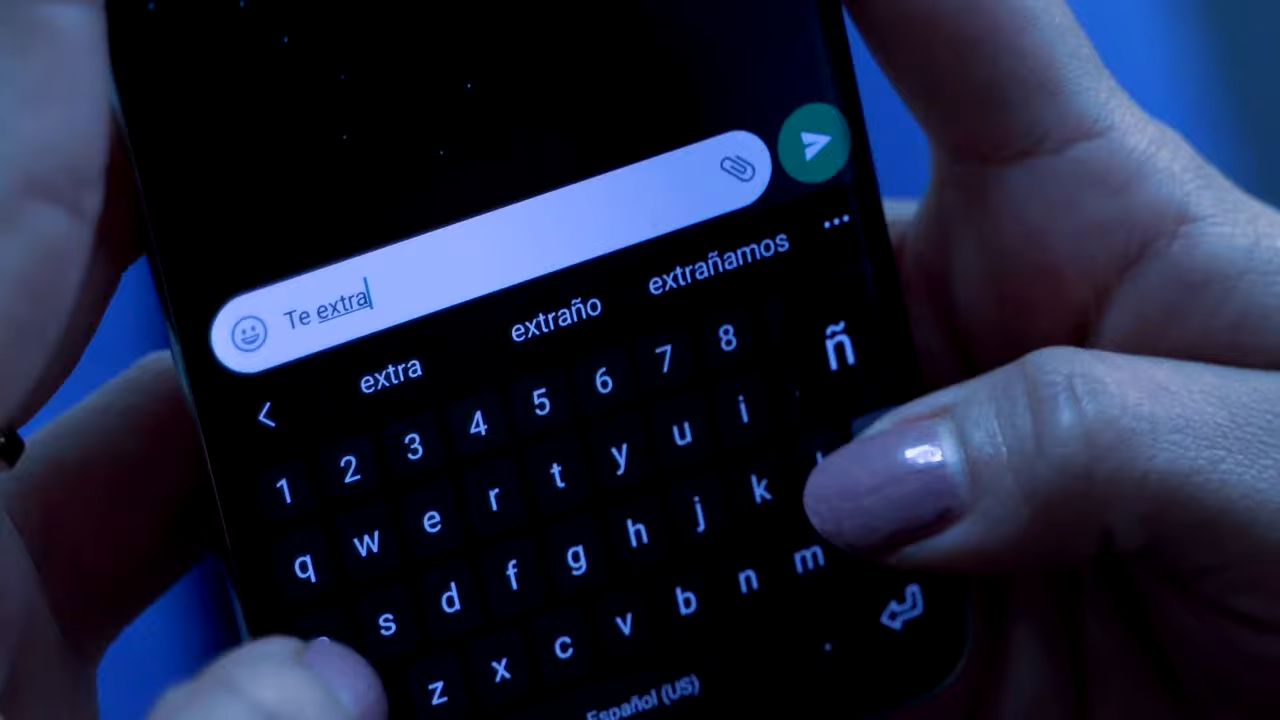 Te extra
extra extraño extrañamos
1 2 3 4 5 6 7 8
q w e r t y u i ñ
s d f g h j k
z x c v b n m
Español (US)